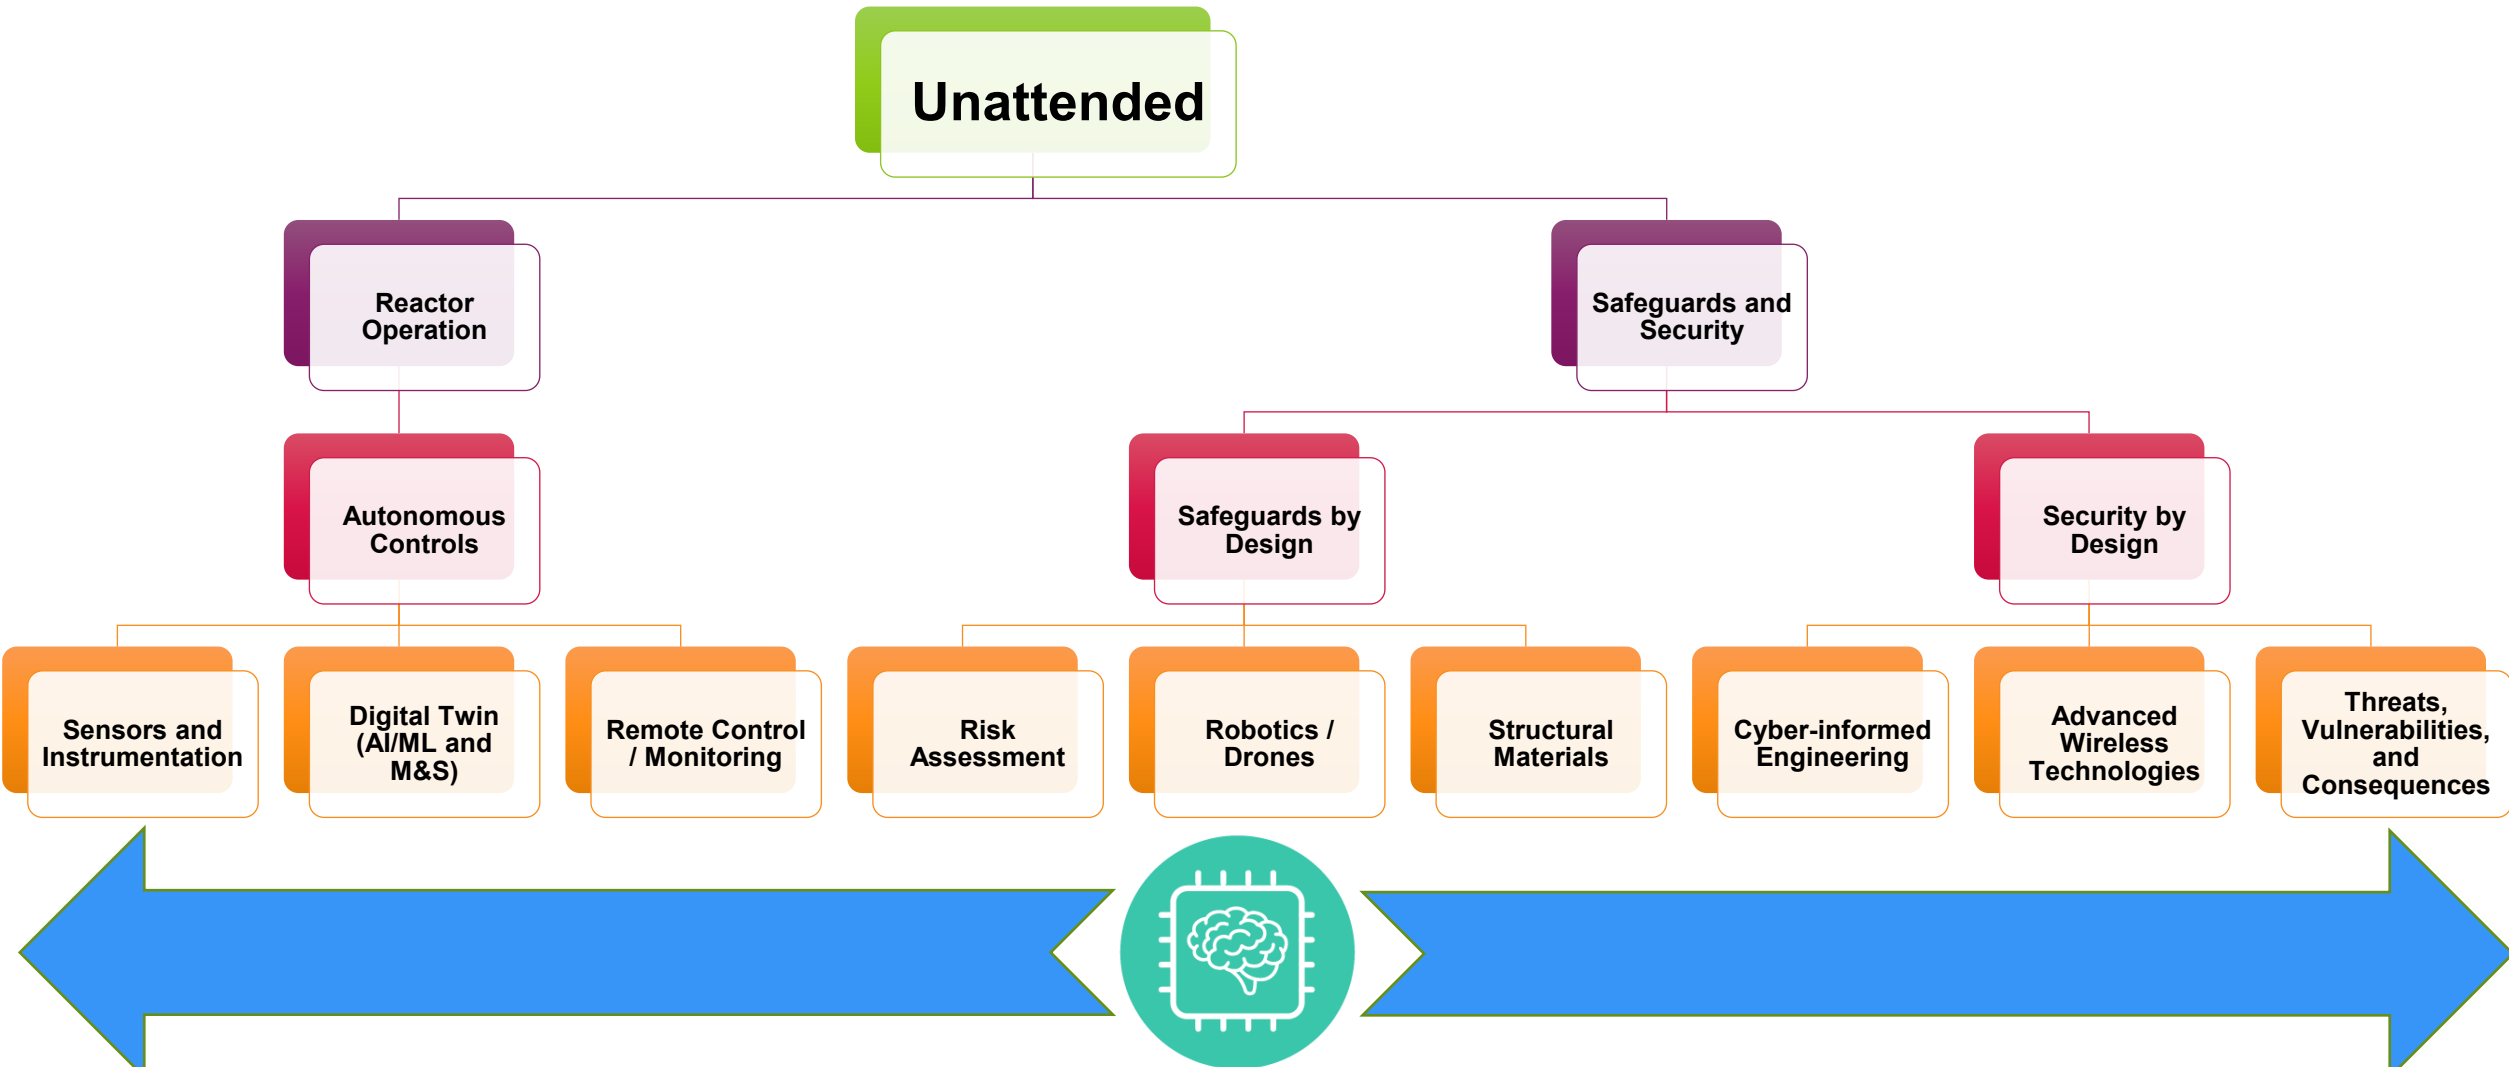 Unattended
Reactor
Operation
Safeguards and
Security
Autonomous
Controls
Safeguards by
Design
Security by
Design
Sensors and
Instrumentation
Digital Twin
(AI/ML and
M&S)
Remote Control
/ Monitoring
Risk
Assessment
Robotics /
Drones
Structural
Materials
Cyber-informed
Engineering
Advanced
Wireless
Technologies
Threats,
Vulnerabilities,
and
Consequences